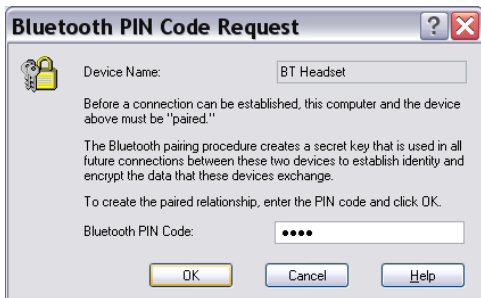 Bluetooth PIN Code Request
Device Name: BT Headset
Before a connection can be established, this computer and the device
above must be "paired."
The Bluetooth pairing procedure creates a secret key that is used in all
future connections between these two devices to establish identity and
encrypt the data that these devices exchange.
To create the paired relationship, enter the PIN code and click OK.
Bluetooth PIN Code: ••••
OK Cancel Help